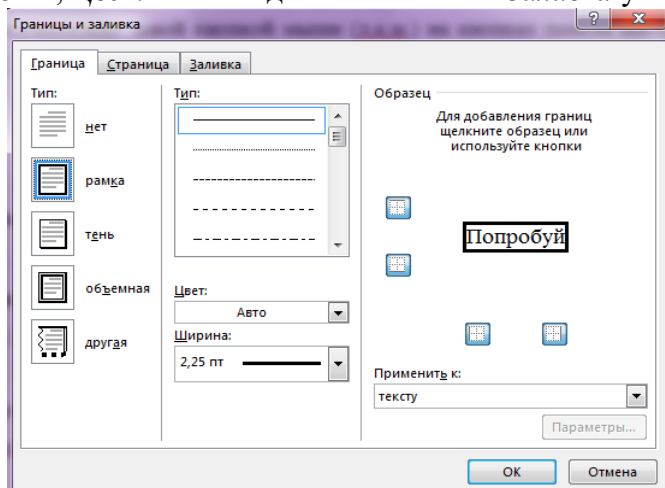 Границы и заливка
Граница
Страница
Заливка
Тип:
нет
рамка
тень
объемная
другая
Тип:
Цвет:
Авто
Ширина:
2,25 пт
Образец
Для добавления границ
щелкните образец или
используйте кнопки
Попробуй
Применить к:
тексту
Параметры...
ОК
Отмена